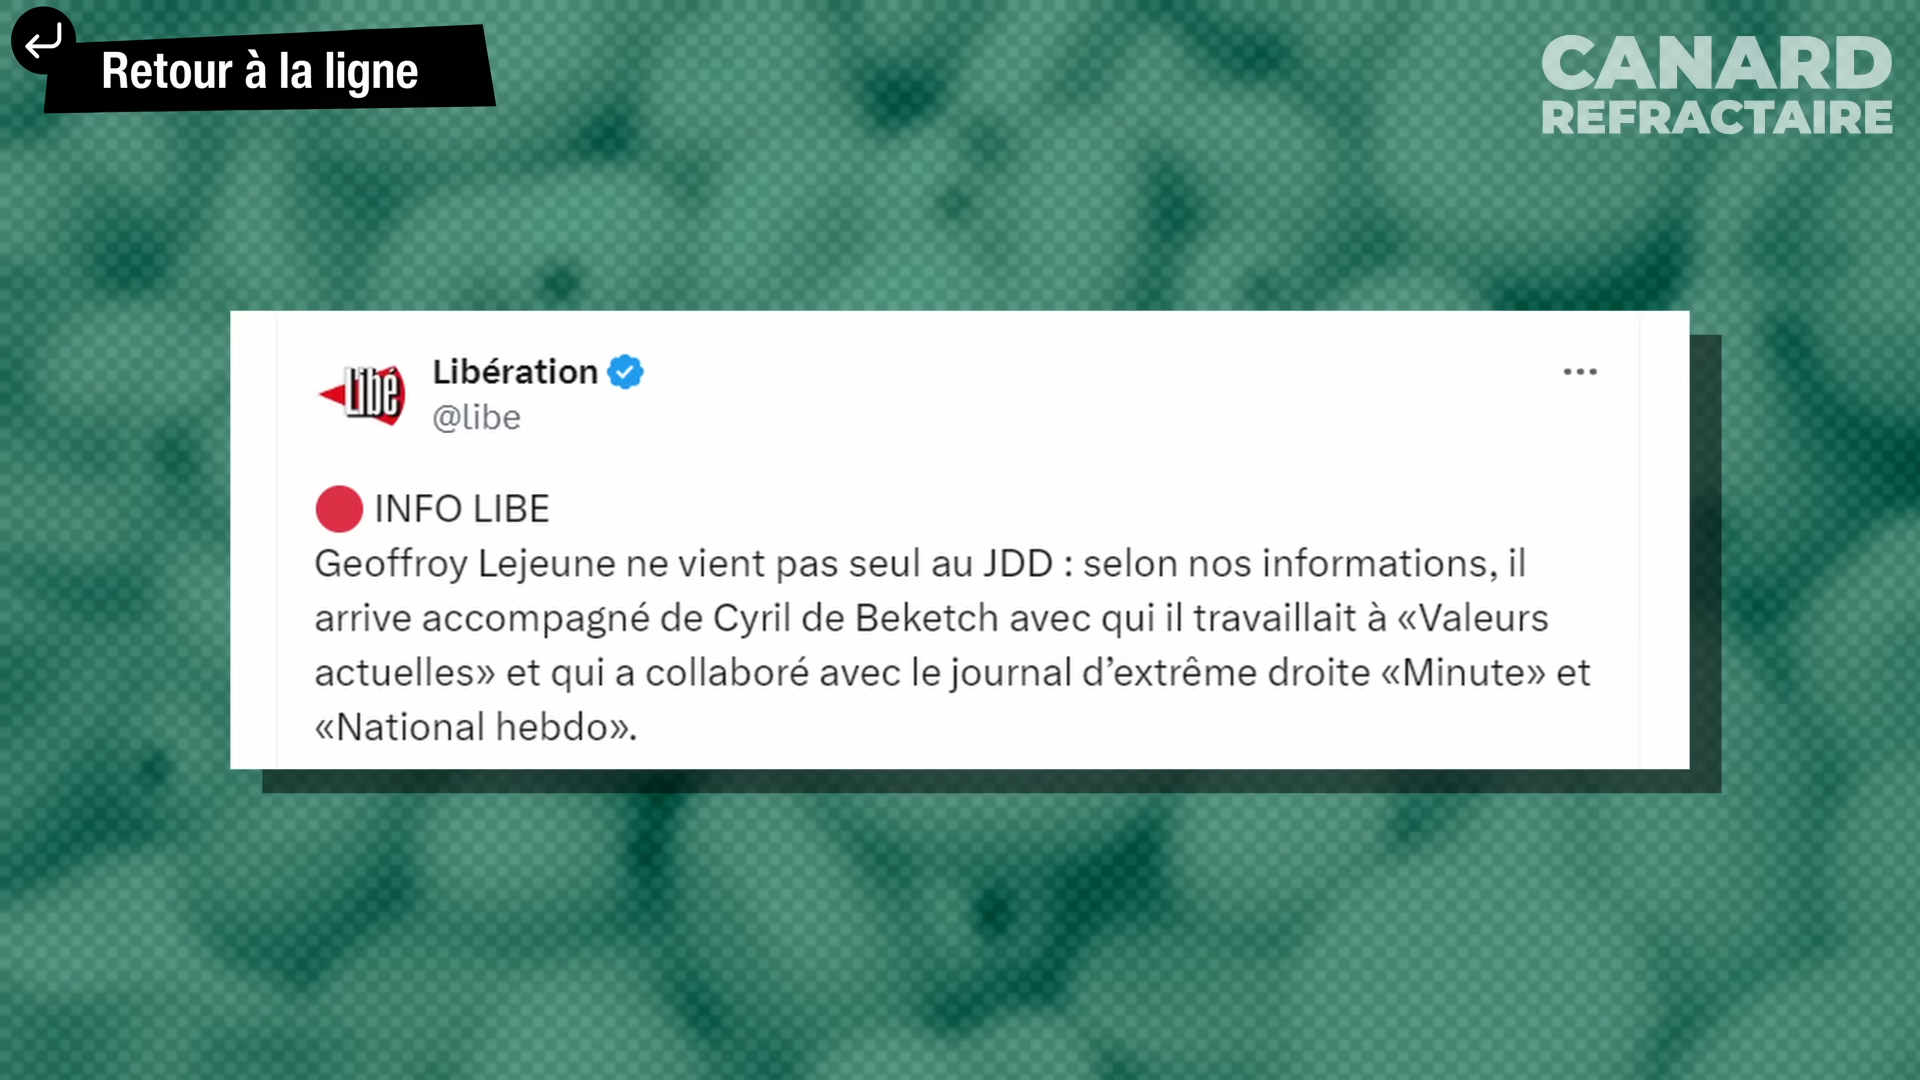 Retour à la ligne
CANARD
REFRACTAIRE
Libé
Libération
@libe
INFO LIBE
Geoffroy Lejeune ne vient pas seul au JDD : selon nos informations, il
arrive accompagné de Cyril de Beketch avec qui il travaillait à «Valeurs
actuelles» et qui a collaboré avec le journal d’extrême droite «Minute» et
«National hebdo».